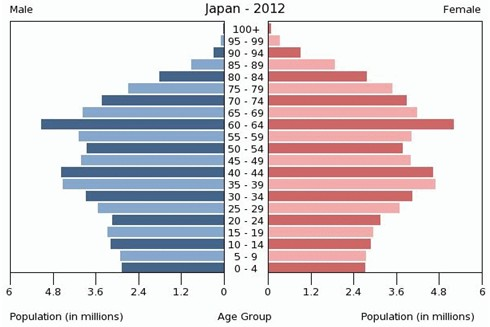 Male Japan - 2012 Female
100+
95 - 99
90 - 94
85 - 89
80 - 84
75 - 79
70 - 74
65 - 69
60 - 64
55 - 59
50 - 54
45 - 49
40 - 44
35 - 39
30 - 34
25 - 29
20 - 24
15 - 19
10 - 14
5 - 9
0 - 4
6 4.8 3.6 2.4 1.2 0 0 1.2 2.4 3.6 4.8 6
Population (in millions) Age Group Population (in millions)